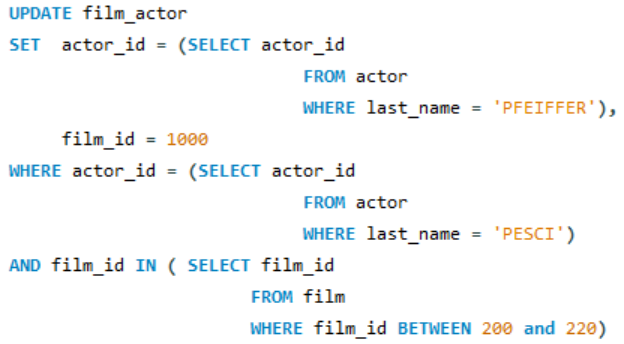 UPDATE film_actor
SET actor_id = (SELECT actor_id
FROM actor
WHERE last_name = 'PFEIFFER'),
film_id = 1000
WHERE actor_id = (SELECT actor_id
FROM actor
WHERE last_name = 'PESCI')
AND film_id IN ( SELECT film_id
FROM film
WHERE film_id BETWEEN 200 and 220)